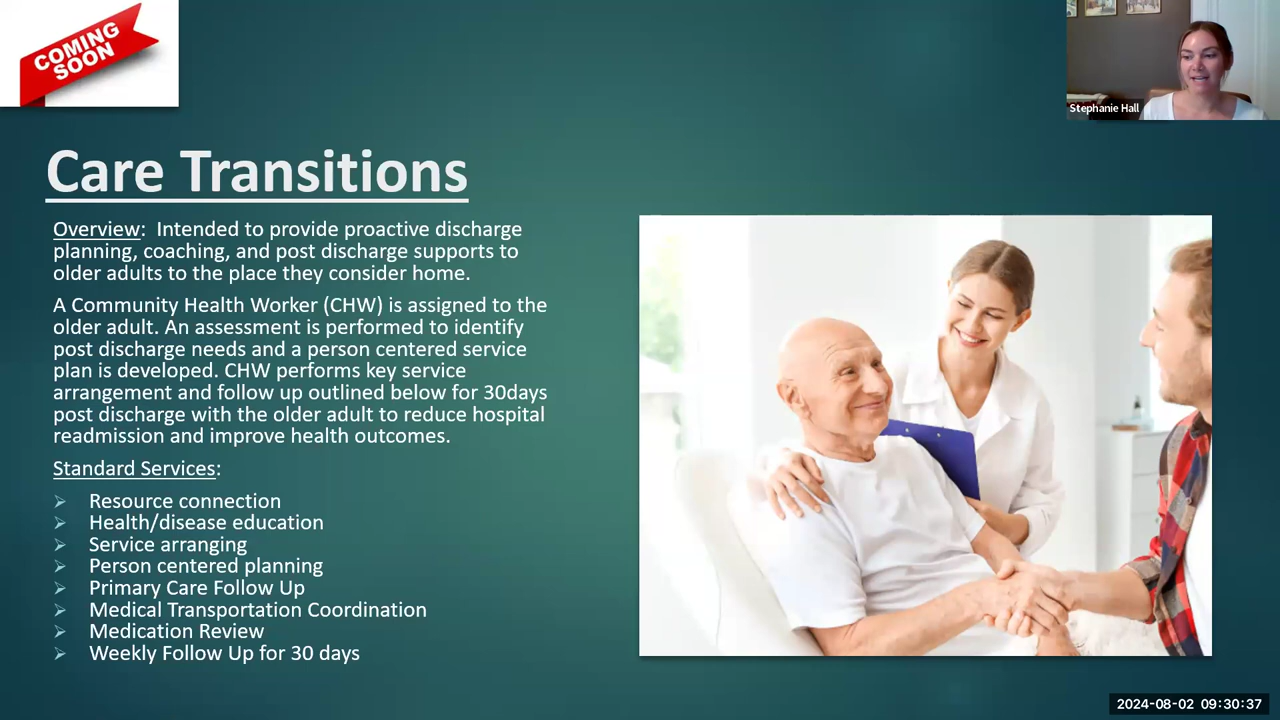 COMING
SOON
Stephanie Hall
Care Transitions
Overview:  Intended to provide proactive discharge
planning, coaching, and post discharge supports to
older adults to the place they consider home.
A Community Health Worker (CHW) is assigned to the
older adult. An assessment is performed to identify
post discharge needs and a person centered service
plan is developed. CHW performs key service
arrangement and follow up outlined below for 30days
post discharge with the older adult to reduce hospital
readmission and improve health outcomes.
Standard Services:
➢ Resource connection
➢ Health/disease education
➢ Service arranging
➢ Person centered planning
➢ Primary Care Follow Up
➢ Medical Transportation Coordination
➢ Medication Review
➢ Weekly Follow Up for 30 days
2024-08-02 09:30:37